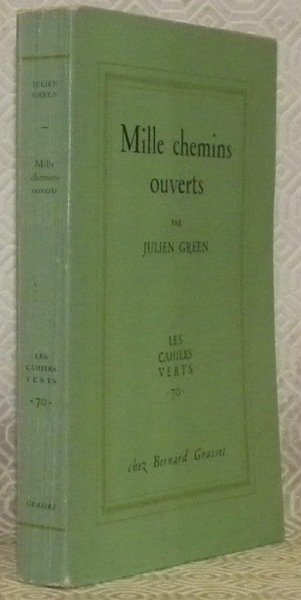 JULIEN
GREEN
Mille
chemins
ouverts
LES
CAHIERS
VERTS
-70-
GRASSET
Mille chemins
ouverts
PAR
JULIEN GREEN
LES
CAHIERS
VERTS
-70-
chez Bernard Grasset